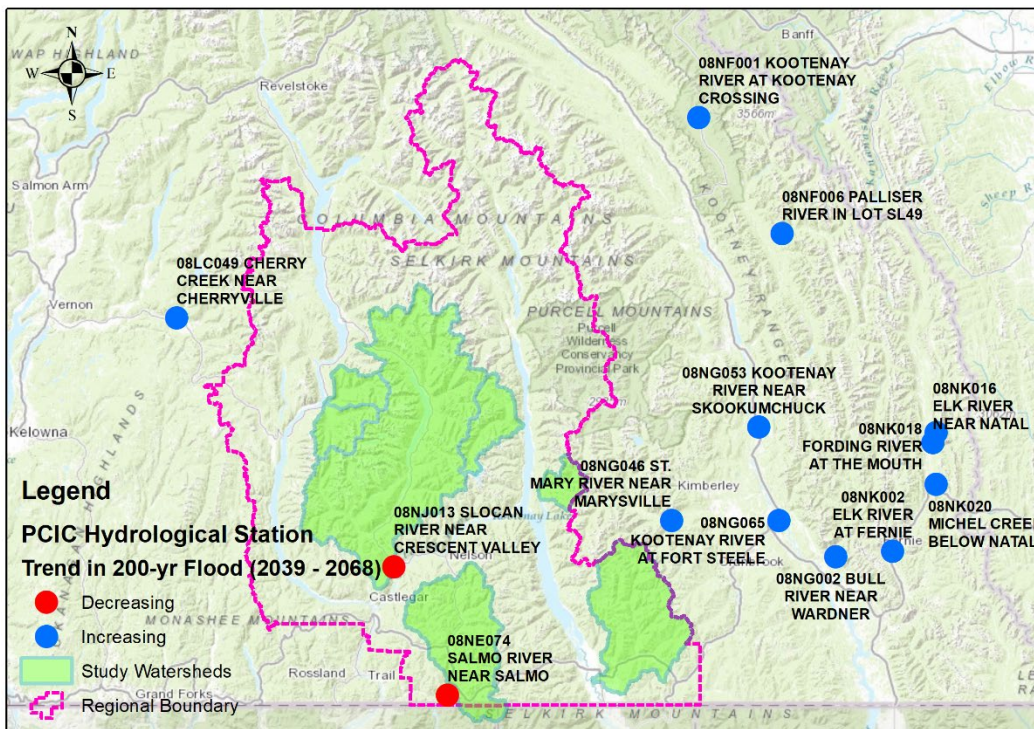 N
W
E
S
WAP HIGHLAND
Revelstoke
Banff
Elbow Ri
08NF001 KOOTENAY
RIVER AT KOOTENAY
CROSSING
3566m
Salmon Arm
08NF006 PALLISER
RIVER IN LOT SL49
COLUMBIA MOUNTAINS
SELKIRK MOUNTAINS
08LC049 CHERRY
CREEK NEAR
CHERRYVILLE
Vernon
PURCELL MOUNTAINS
Purcell
Wilderness
Conservancy
Provincial Park
KOOTENEY RANGE
08NG053 KOOTENAY
RIVER NEAR
SKOOKUMCHUCK
08NK016
ELK RIVER
NEAR NATAL
08NK018
FORDING RIVER
AT THE MOUTH
Kelowna
08NG046 ST.
MARY RIVER NEAR
MARYSVILLE
Kimberley
08NK002
ELK RIVER
AT FERNIE
08NK020
MICHEL CREE
BELOW NATAL
08NG065
KOOTENAY RIVER
AT FORT STEELE
08NG002 BULL
RIVER NEAR
WARDNER
08NJ013 SLOCAN
RIVER NEAR
CRESCENT VALLEY
Nelson
Castlegar
08NE074
SALMO RIVER
NEAR SALMO
Rossland
Trail
Grand Forks
MONASHEE MOUNTAINS
SELKIRK MOUNTAINS
Legend
PCIC Hydrological Station
Trend in 200-yr Flood (2039 - 2068)
Decreasing
Increasing
Study Watersheds
Regional Boundary